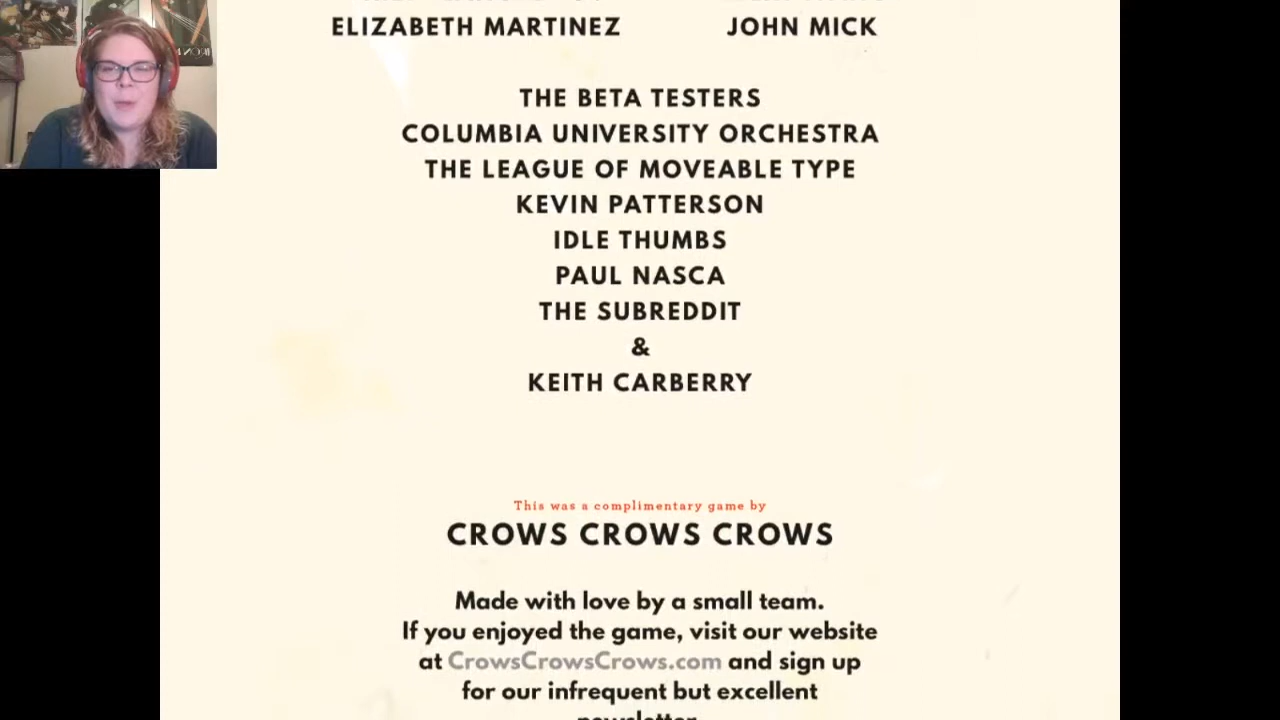 ELIZABETH MARTINEZ JOHN MICK
THE BETA TESTERS
COLUMBIA UNIVERSITY ORCHESTRA
THE LEAGUE OF MOVEABLE TYPE
KEVIN PATTERSON
IDLE THUMBS
PAUL NASCA
THE SUBREDDIT
&
KEITH CARBERRY
This was a complimentary game by
CROWS CROWS CROWS
Made with love by a small team.
If you enjoyed the game, visit our website
at CrowsCrowsCrows.com and sign up
for our infrequent but excellent
newsletter.